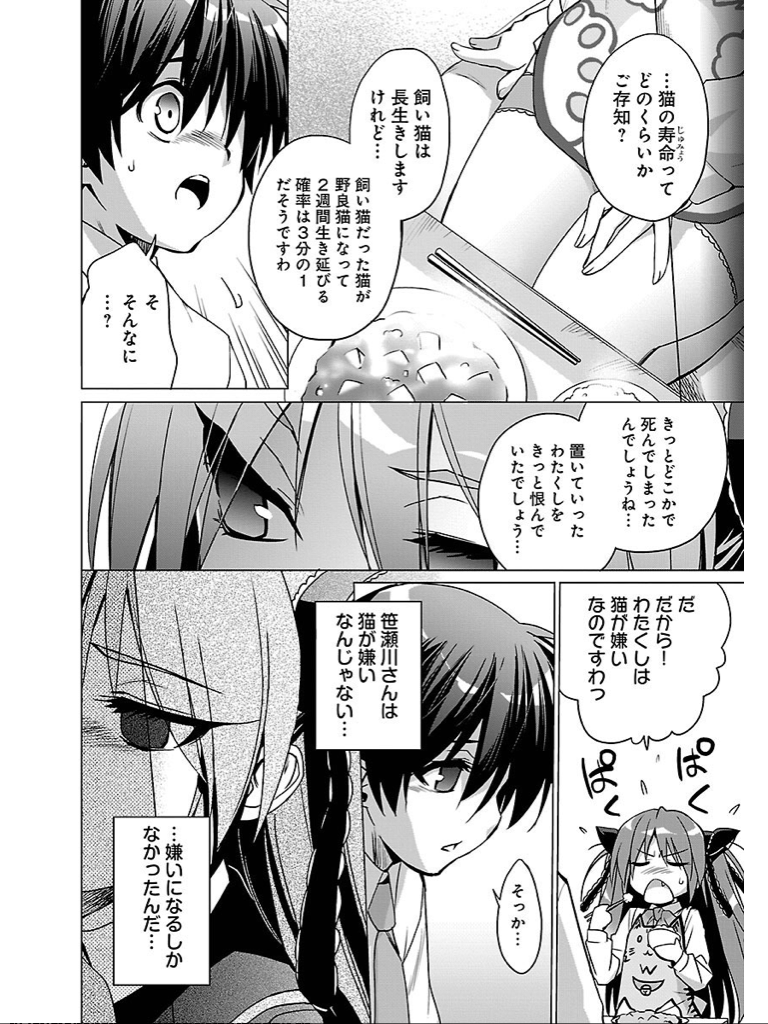 …猫の寿命って
じゅみょう
どのくらいか
ご存知？
飼い猫は
長生きします
けれど…
飼い猫だった猫が
野良猫になって
2週間生き延びる
確率は3分の1
だそうですわ
そ
そんなに
…？
きっとどこかで
死んでしまった
んでしょうね…
置いていった
わたくしを
きっと恨んで
いたでしょう…
だ
だから！
わたくしは
猫が嫌い
なのですわっ
ぱく
ぱく
そっか…
笹瀬川さんは
猫が嫌い
なんじゃない…
…嫌いになるしか
なかったんだ…